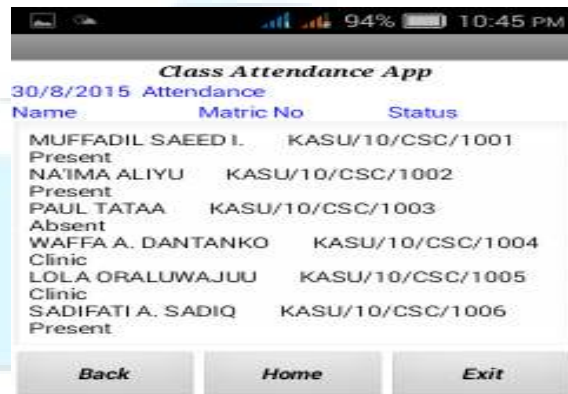 94% 10:45 PM
Class Attendance App
30/8/2015 Attendance
Name Matric No Status
MUFFADIL SAEED I. KASU/10/CSC/1001
Present
NA'IMA ALIYU KASU/10/CSC/1002
Present
PAUL TATAA KASU/10/CSC/1003
Absent
WAFFA A. DANTANKO KASU/10/CSC/1004
Clinic
LOLA ORALUWAJUU KASU/10/CSC/1005
Clinic
SADIFATI A. SADIQ KASU/10/CSC/1006
Present
Back Home Exit